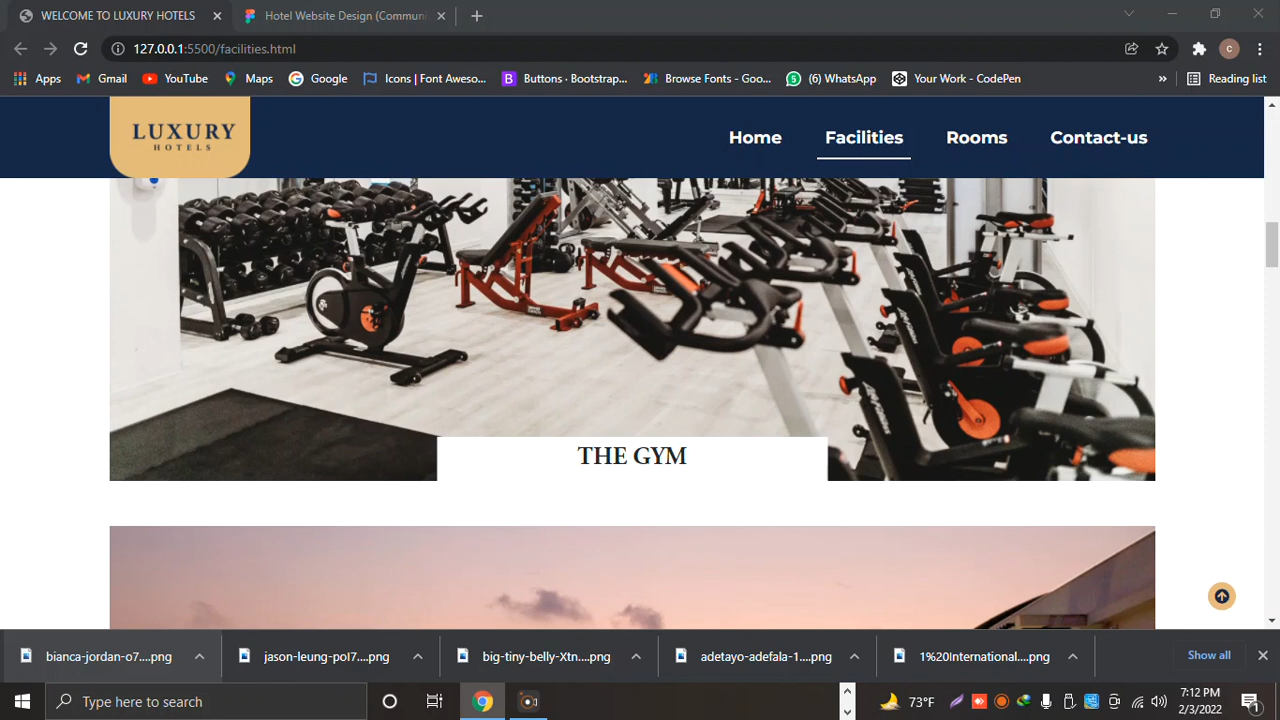 WELCOME TO LUXURY HOTELS
Hotel Website Design (Commun
127.0.0.1:5500/facilities.html
C
Apps
Gmail
YouTube
Maps
Google
Icons | Font Aweso...
Buttons · Bootstrap...
Browse Fonts - Goo...
(6) WhatsApp
Your Work - CodePen
»
Reading list
LUXURY
HOTELS
Home
Facilities
Rooms
Contact-us
THE GYM
bianca-jordan-o7....png
jason-leung-poI7....png
big-tiny-belly-Xtn....png
adetayo-adefala-1....png
1%20International....png
Show all
Type here to search
73°F
7:12 PM
2/3/2022
1